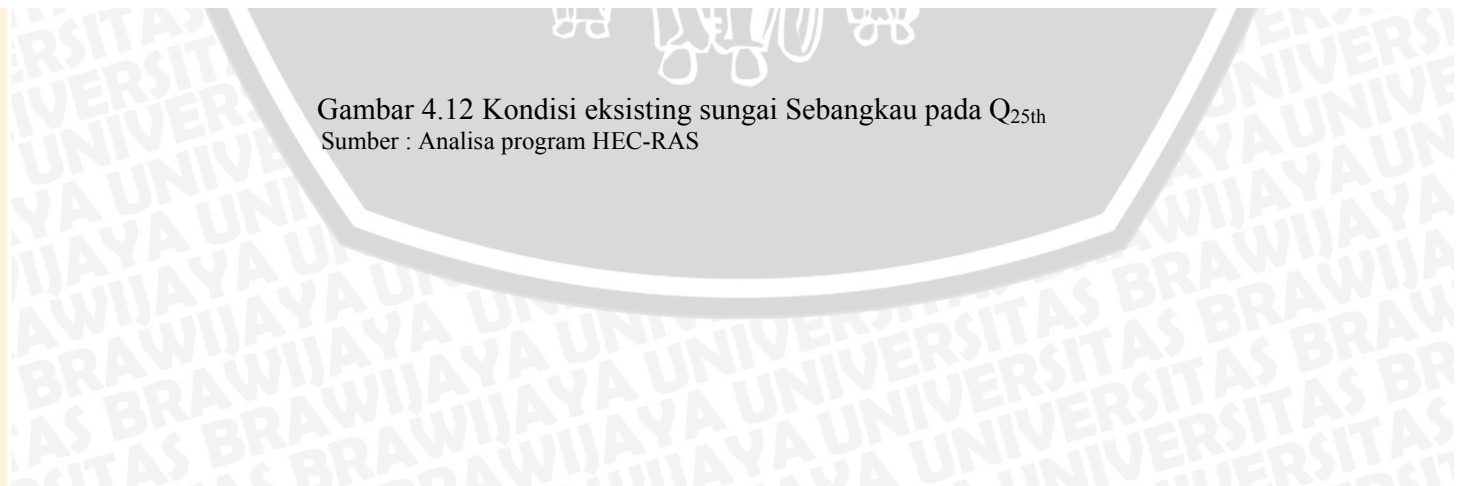 Gambar 4.12 Kondisi eksisting sungai Sebangkau pada Q25th
Sumber : Analisa program HEC-RAS